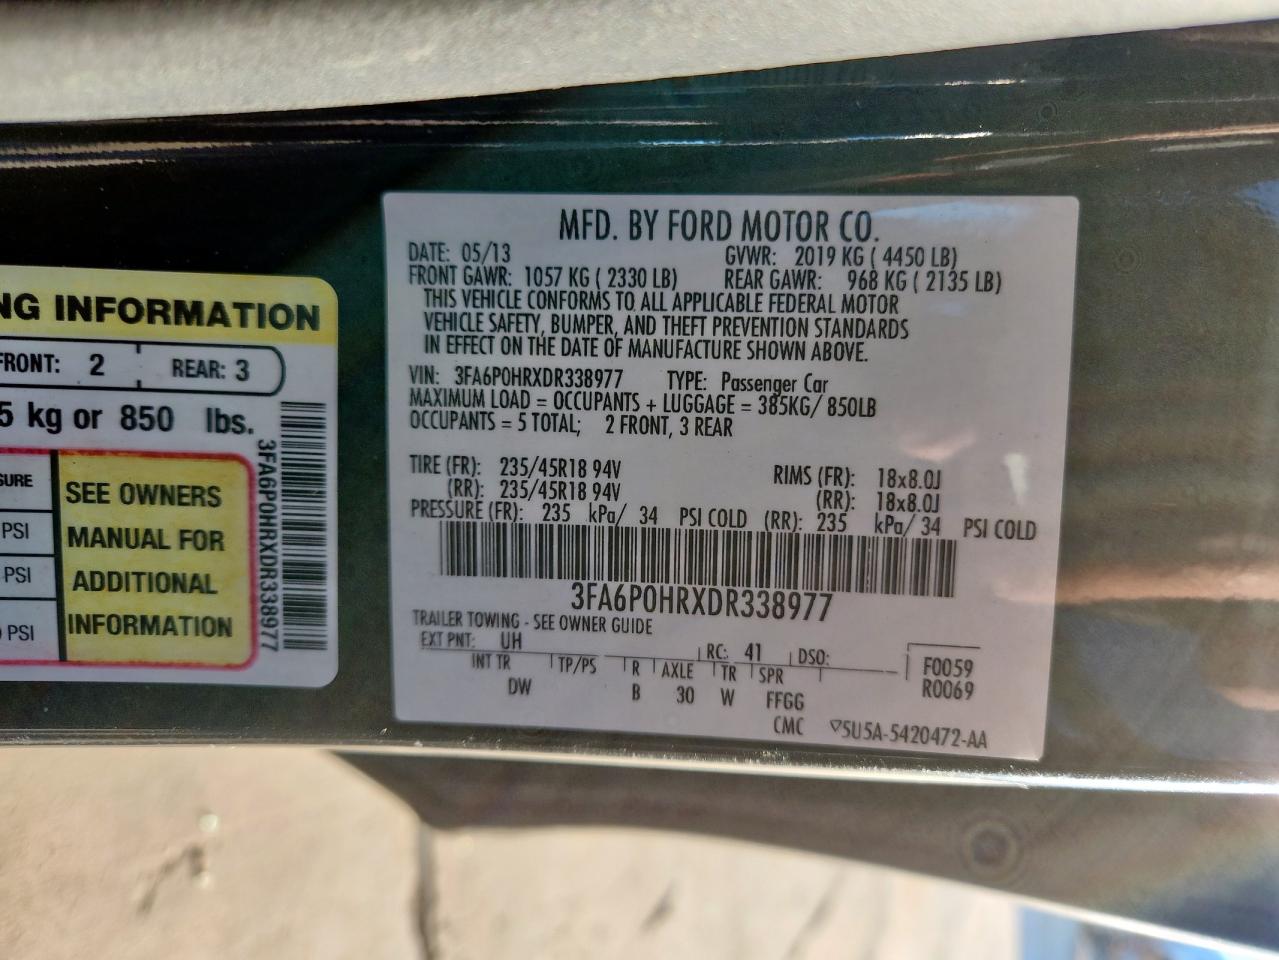 NG INFORMATION
FRONT: 2 REAR: 3
5 kg or 850 lbs.
SURE
PSI
PSI
PSI
SEE OWNERS
MANUAL FOR
ADDITIONAL
INFORMATION
3FA6P0HRXDR338977
MFD. BY FORD MOTOR CO.
DATE: 05/13 GVWR: 2019 KG ( 4450 LB)
FRONT GAWR: 1057 KG ( 2330 LB) REAR GAWR: 968 KG ( 2135 LB)
THIS VEHICLE CONFORMS TO ALL APPLICABLE FEDERAL MOTOR
VEHICLE SAFETY, BUMPER, AND THEFT PREVENTION STANDARDS
IN EFFECT ON THE DATE OF MANUFACTURE SHOWN ABOVE.
VIN: 3FA6P0HRXDR338977 TYPE: Passenger Car
MAXIMUM LOAD = OCCUPANTS + LUGGAGE = 385KG/ 850LB
OCCUPANTS = 5 TOTAL; 2 FRONT, 3 REAR
TIRE (FR): 235/45R18 94V RIMS (FR): 18x8.0J
(RR): 235/45R18 94V (RR): 18x8.0J
PRESSURE (FR): 235 kPa/ 34 PSI COLD (RR): 235 kPa/ 34 PSI COLD
3FA6P0HRXDR338977
TRAILER TOWING - SEE OWNER GUIDE
EXT PNT: UH RC: 41 DSO:
INT TR TP/PS R AXLE TR SPR F0059
DW B 30 W FFGG R0069
CMC 5U5A-5420472-AA